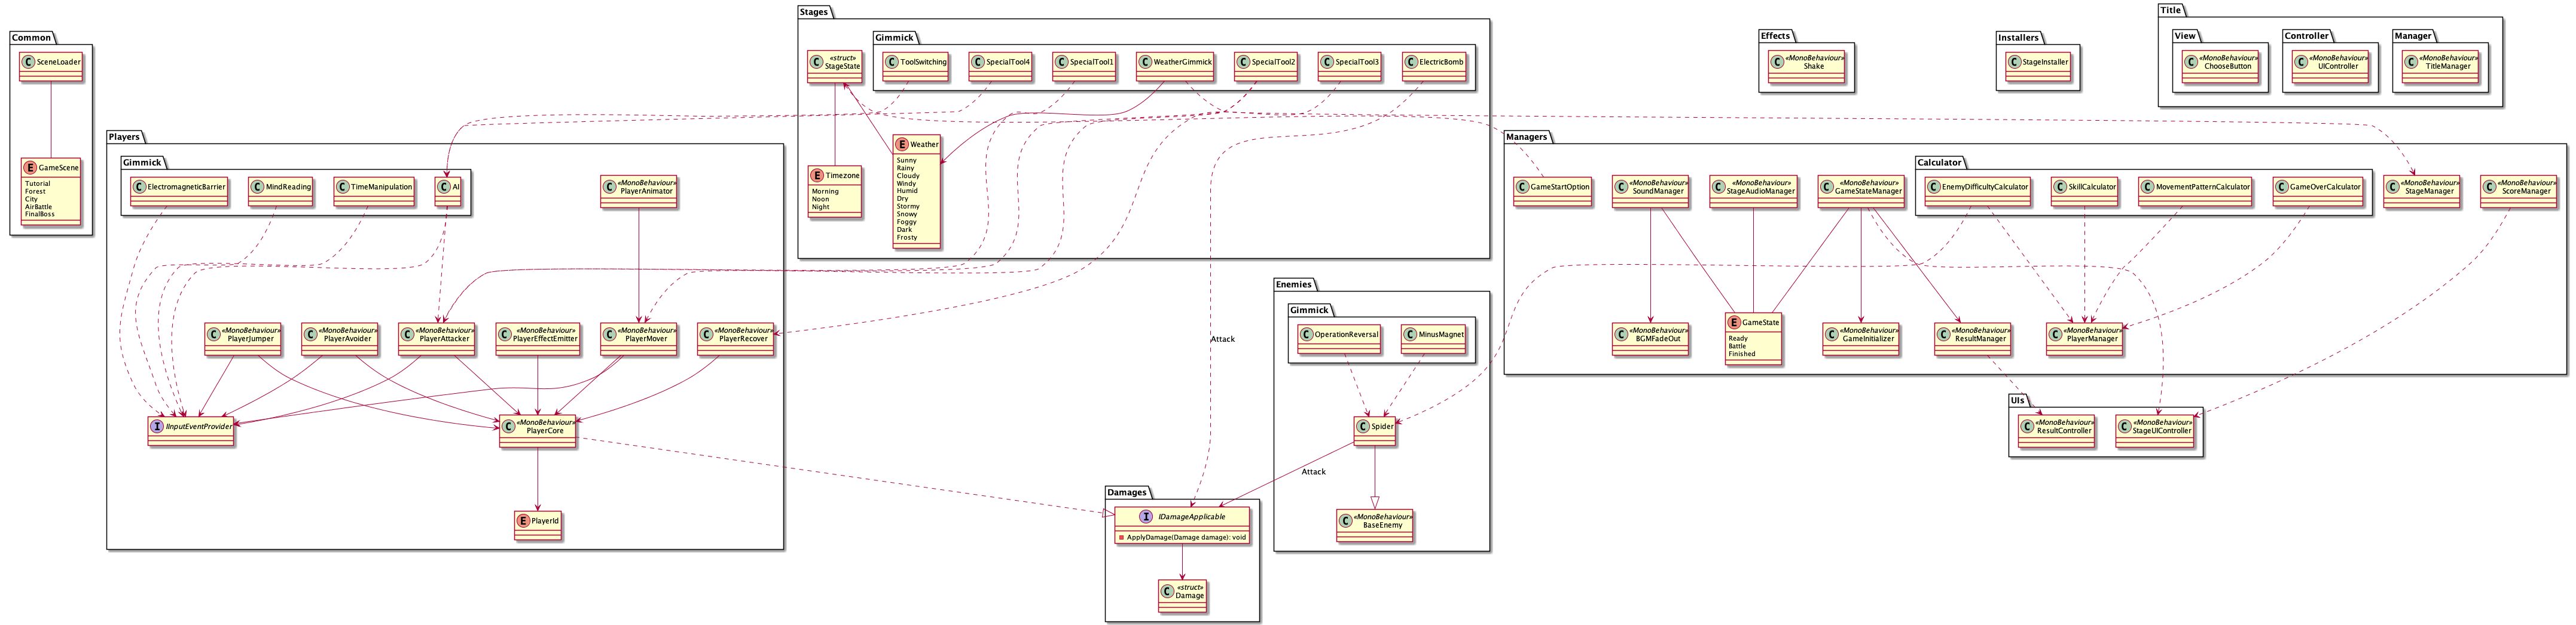 Common
C SceneLoader
E GameScene
Tutorial
Forest
City
AirBattle
FinalBoss
Players
Gimmick
C ElectromagneticBarrier
C MindReading
C TimeManipulation
C AI
C «MonoBehaviour»
PlayerAnimator
C «MonoBehaviour»
PlayerJumper
C «MonoBehaviour»
PlayerAvoider
C «MonoBehaviour»
PlayerAttacker
C «MonoBehaviour»
PlayerEffectEmitter
C «MonoBehaviour»
PlayerMover
C «MonoBehaviour»
PlayerRecover
I IInputEventProvider
C «MonoBehaviour»
PlayerCore
E PlayerId
Stages
C «struct»
StageState
Gimmick
C ToolSwitching
C SpecialTool4
C SpecialTool1
C WeatherGimmick
C SpecialTool2
C SpecialTool3
C ElectricBomb
E Timezone
Morning
Noon
Night
E Weather
Sunny
Rainy
Cloudy
Windy
Humid
Dry
Stormy
Snowy
Foggy
Dark
Frosty
Attack
Enemies
Gimmick
C OperationReversal
C MinusMagnet
C Spider
Attack
C «MonoBehaviour»
BaseEnemy
Damages
I IDamageApplicable
ApplyDamage(Damage damage): void
C «struct»
Damage
Effects
C «MonoBehaviour»
Shake
Installers
C StageInstaller
Title
View
C «MonoBehaviour»
ChooseButton
Controller
C «MonoBehaviour»
UIController
Manager
C «MonoBehaviour»
TitleManager
Managers
C GameStartOption
C «MonoBehaviour»
SoundManager
C «MonoBehaviour»
StageAudioManager
C «MonoBehaviour»
GameStateManager
Calculator
C EnemyDifficultyCalculator
C SkillCalculator
C MovementPatternCalculator
C GameOverCalculator
C «MonoBehaviour»
StageManager
C «MonoBehaviour»
ScoreManager
C «MonoBehaviour»
BGMFadeOut
E GameState
Ready
Battle
Finished
C «MonoBehaviour»
GameInitializer
C «MonoBehaviour»
ResultManager
C «MonoBehaviour»
PlayerManager
UIs
C «MonoBehaviour»
ResultController
C «MonoBehaviour»
StageUIController